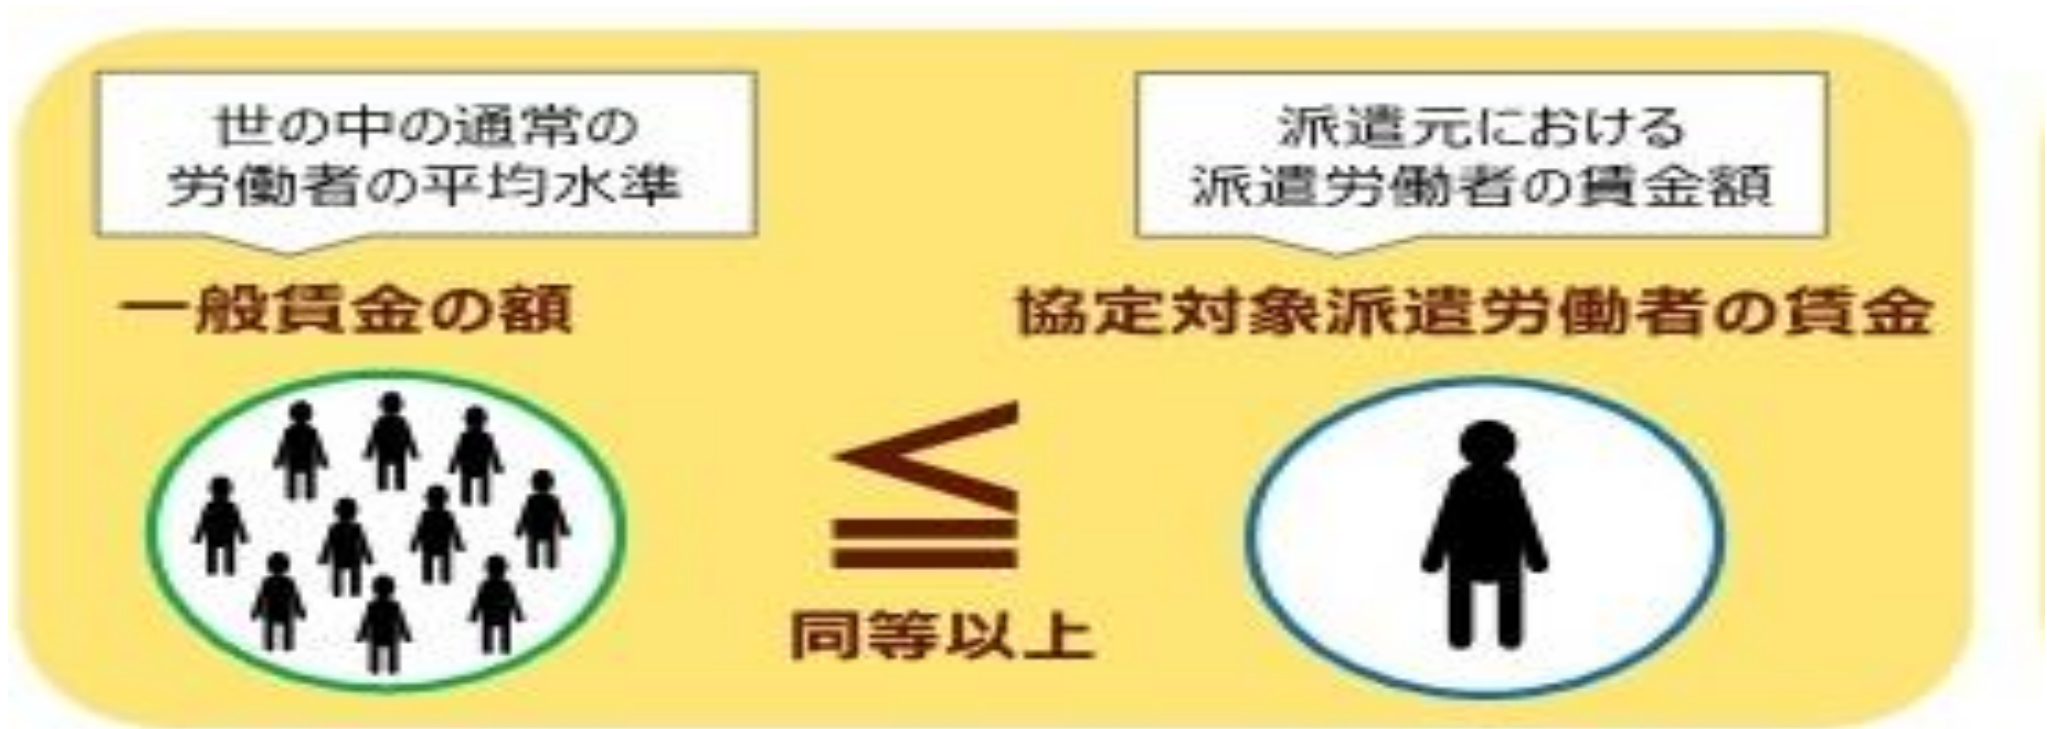 世の中の通常の
労働者の平均水準
派遣元における
派遣労働者の賃金額
一般賃金の額
協定対象派遣労働者の賃金
≦
同等以上